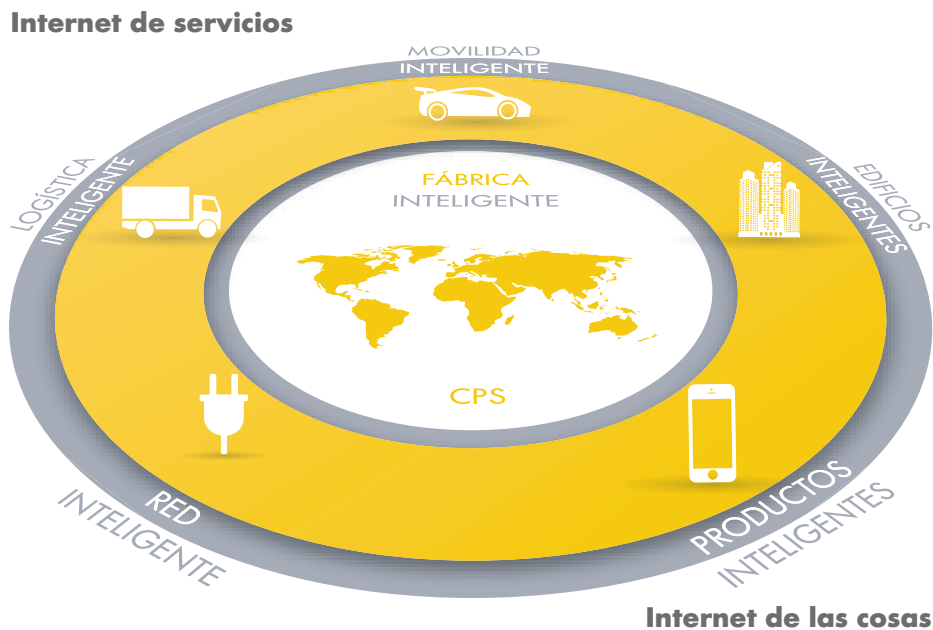 Internet de servicios
MOVILIDAD
INTELIGENTE
LOGÍSTICA
INTELIGENTE
EDIFICIOS
INTELIGENTES
FÁBRICA
INTELIGENTE
CPS
RED
INTELIGENTE
PRODUCTOS
INTELIGENTES
Internet de las cosas